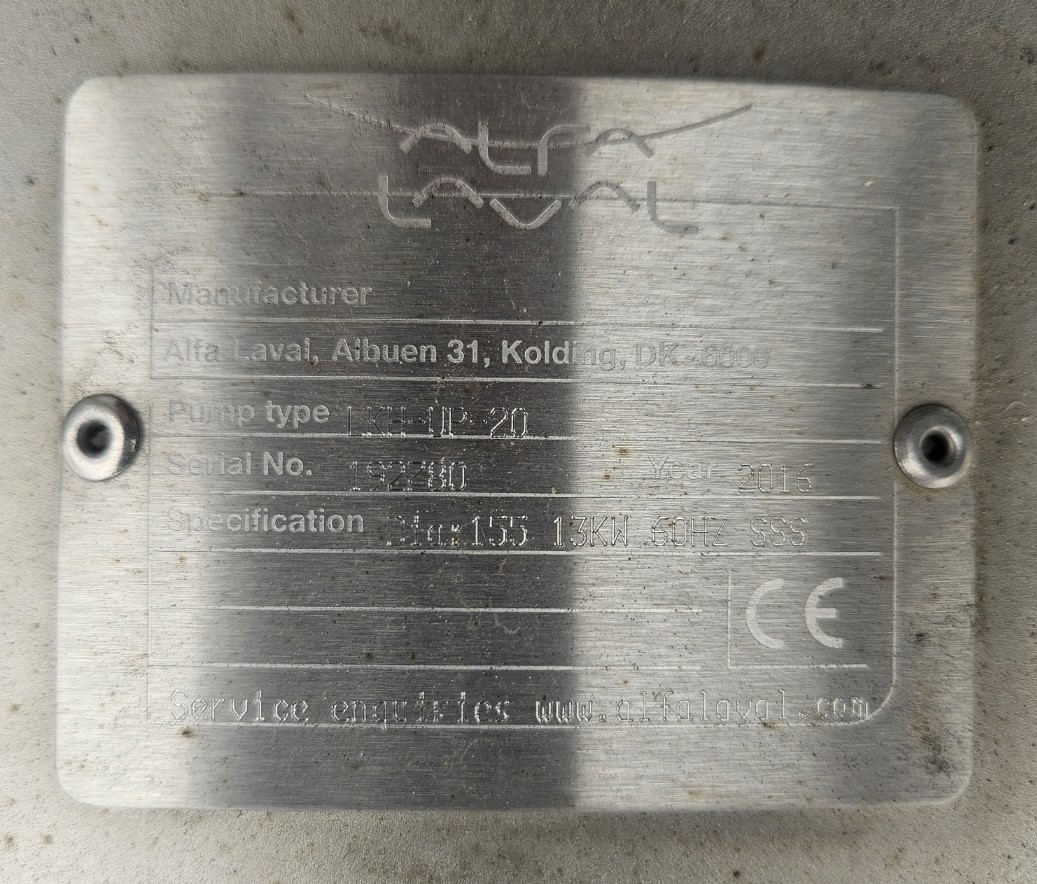 ALFA
LAVAL
Manufacturer
Alfa Laval, Albuen 31, Kolding, DK-6000
Pump type LKH-UP-20
Serial No. 192280 Year 2016
Specification Dia:155 13KW 60HZ SSS
CE
Service enquiries www.alfalaval.com